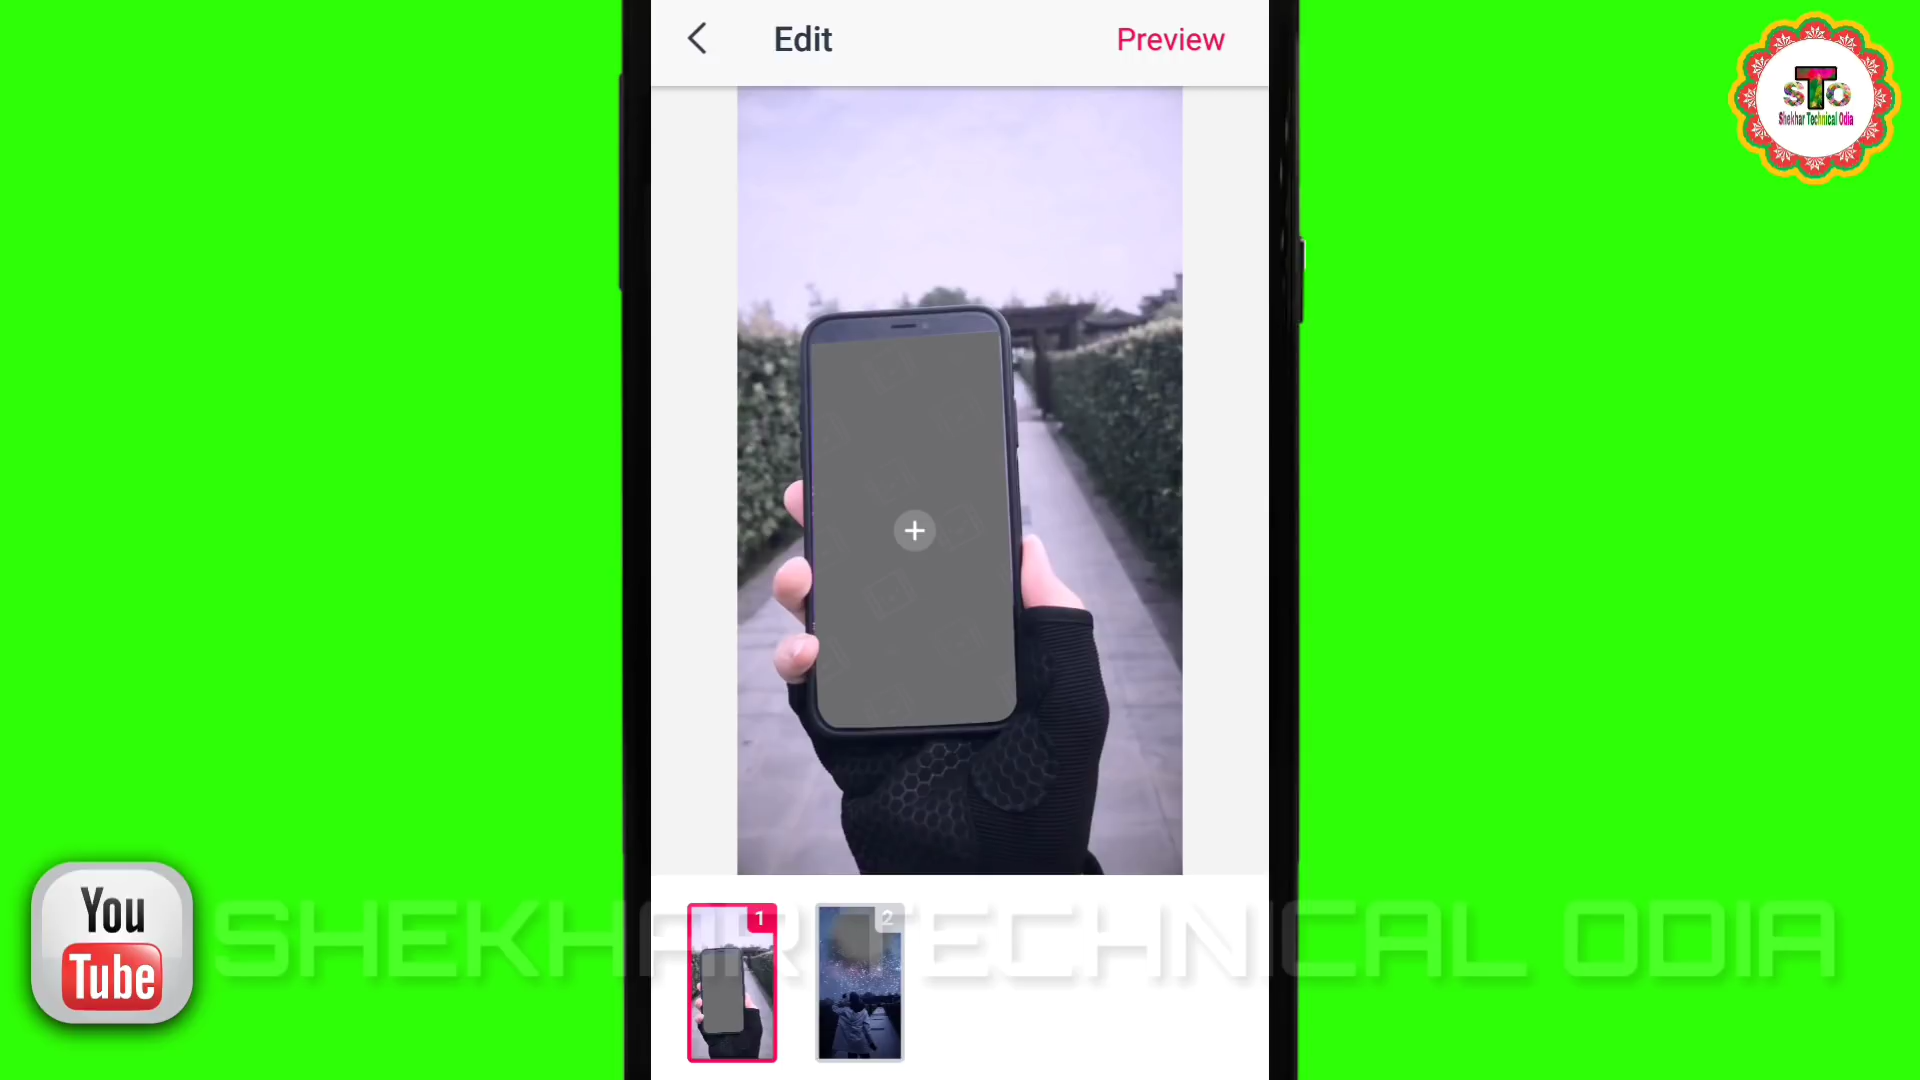 Edit
Preview
STO
Shekhar Technical Odia
1
2
You
Tube
SHEKHAR TECHNICAL ODIA